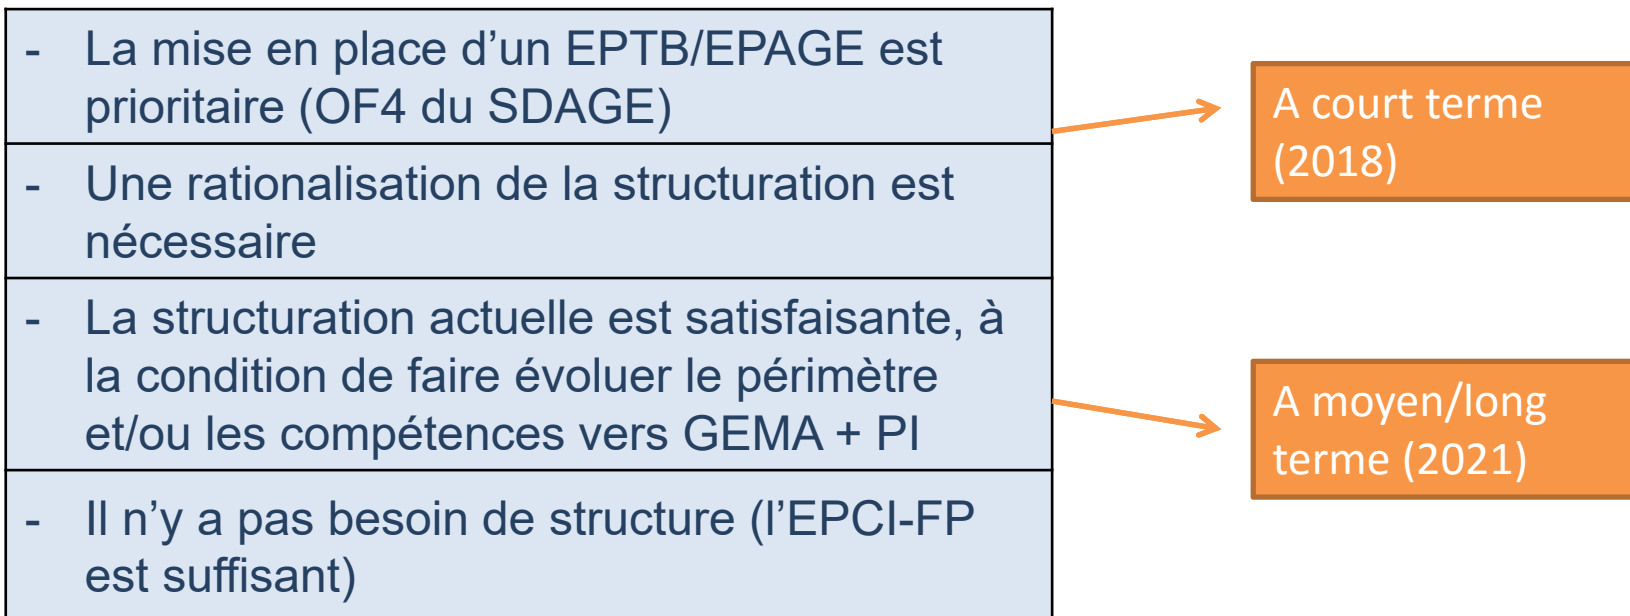 - La mise en place d’un EPTB/EPAGE est
prioritaire (OF4 du SDAGE)
- Une rationalisation de la structuration est
nécessaire
- La structuration actuelle est satisfaisante, à
la condition de faire évoluer le périmètre
et/ou les compétences vers GEMA + PI
- Il n’y a pas besoin de structure (l’EPCI-FP
est suffisant)
A court terme
(2018)
A moyen/long
terme (2021)